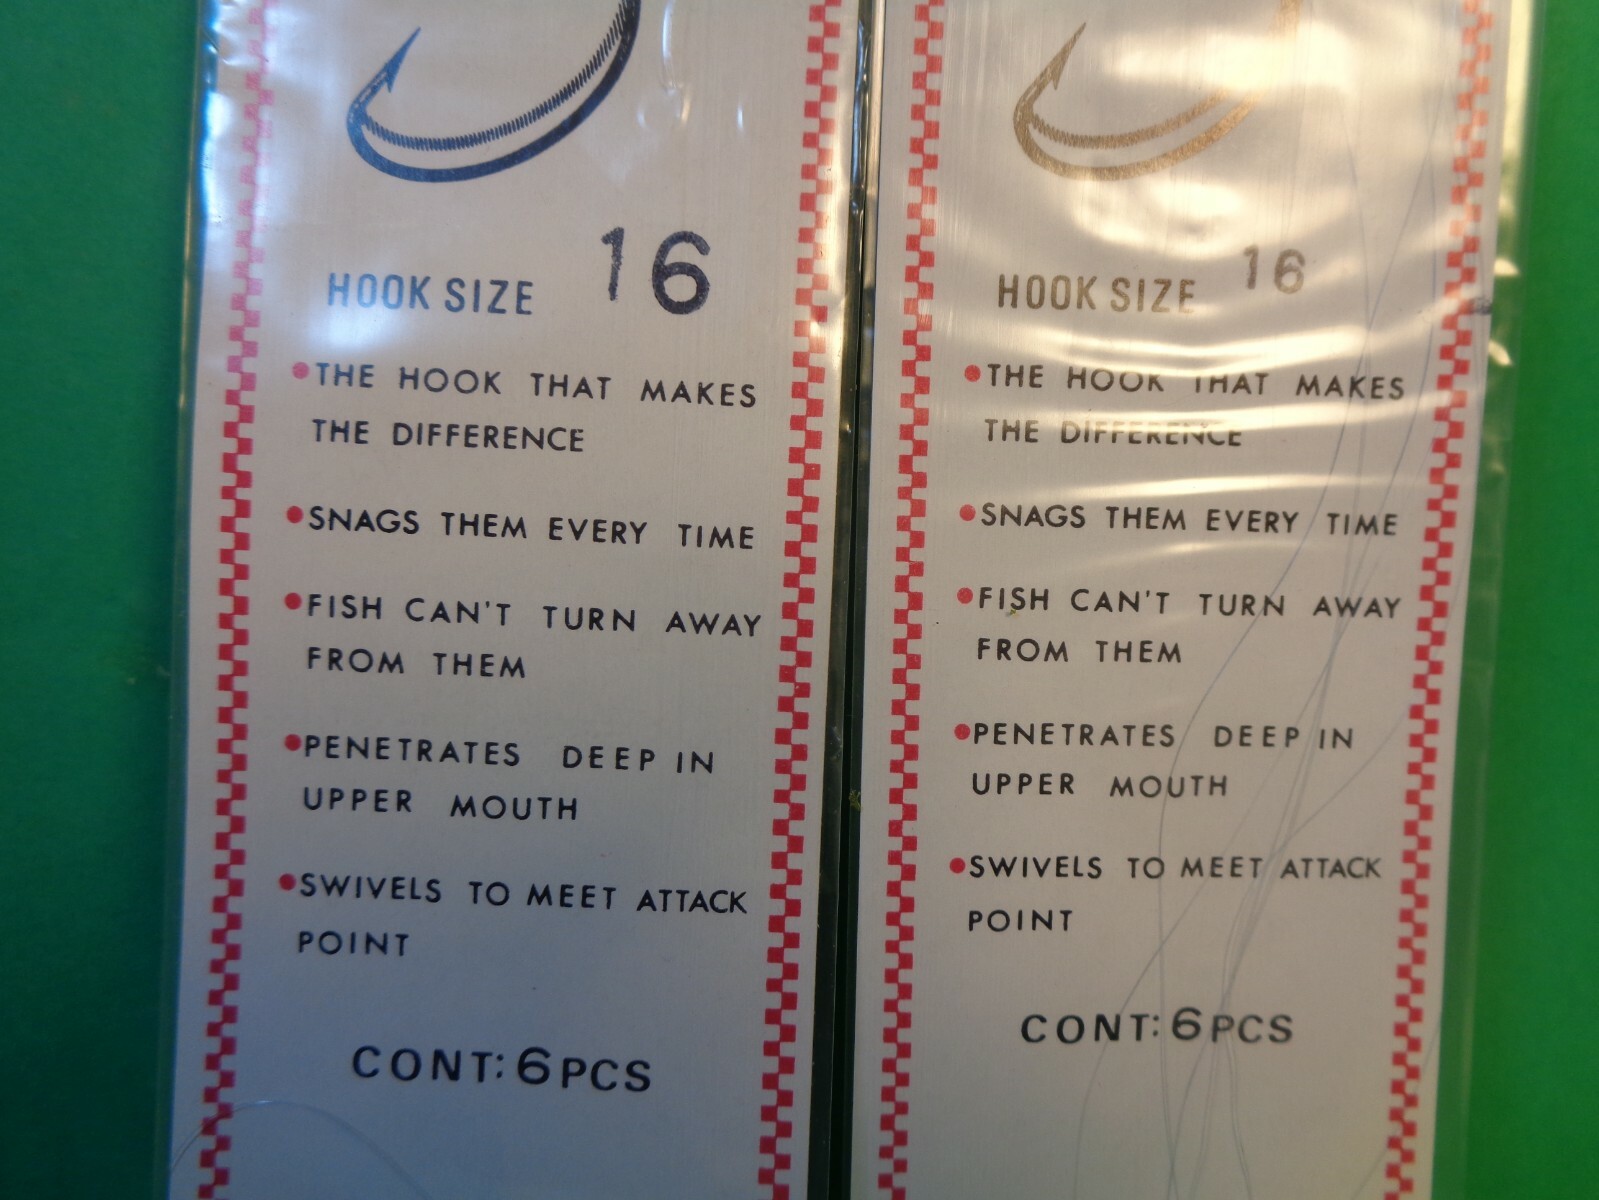 HOOK SIZE 16
•THE HOOK THAT MAKES
THE DIFFERENCE
•SNAGS THEM EVERY TIME
•FISH CAN'T TURN AWAY
FROM THEM
•PENETRATES DEEP IN
UPPER MOUTH
•SWIVELS TO MEET ATTACK
POINT
CONT: 6PCS
HOOK SIZE 16
•THE HOOK THAT MAKES
THE DIFFERENCE
•SNAGS THEM EVERY TIME
•FISH CAN'T TURN AWAY
FROM THEM
•PENETRATES DEEP IN
UPPER MOUTH
•SWIVELS TO MEET ATTACK
POINT
CONT: 6PCS